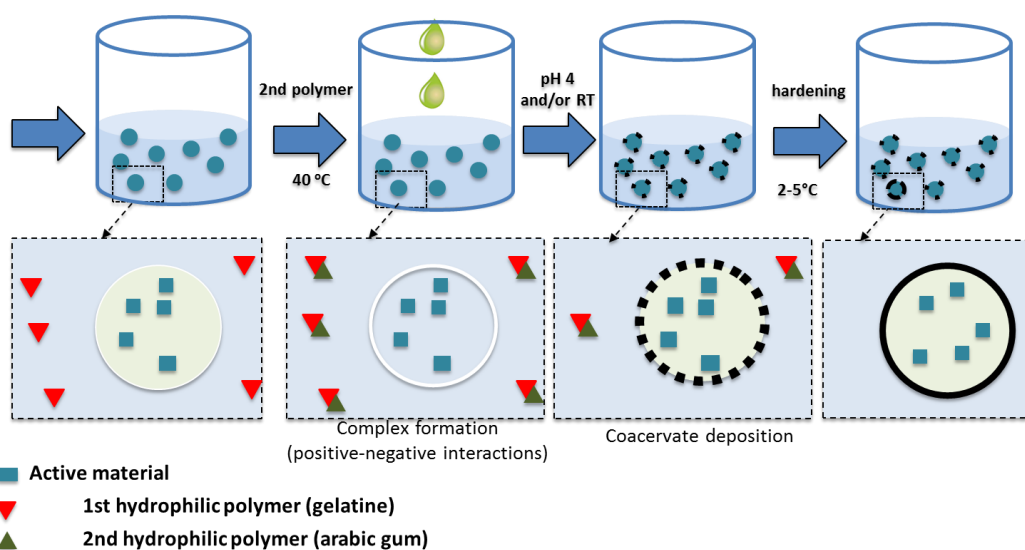 2nd polymer
40 °C
pH 4
and/or RT
hardening
2-5°C
Complex formation
(positive-negative interactions)
Coacervate deposition
Active material
1st hydrophilic polymer (gelatine)
2nd hydrophilic polymer (arabic gum)